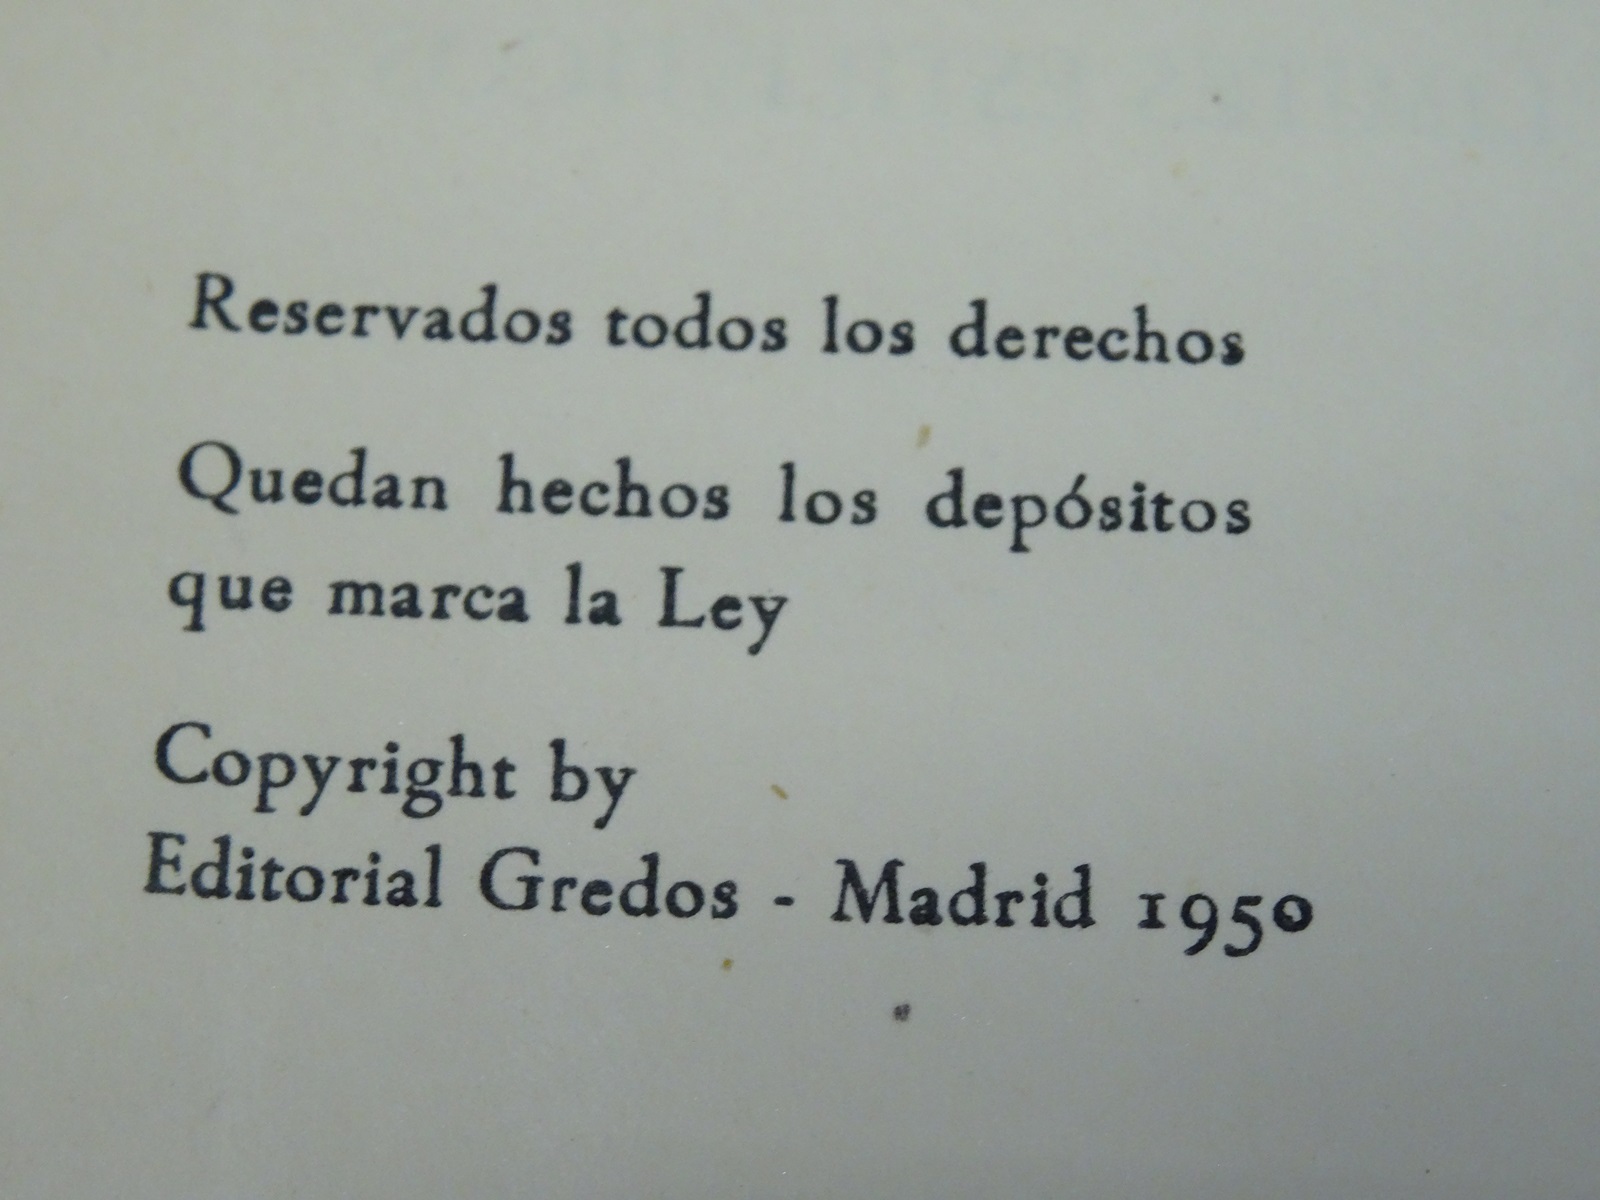 Reservados todos los derechos
Quedan hechos los depósitos
que marca la Ley
Copyright by
Editorial Gredos - Madrid 1950